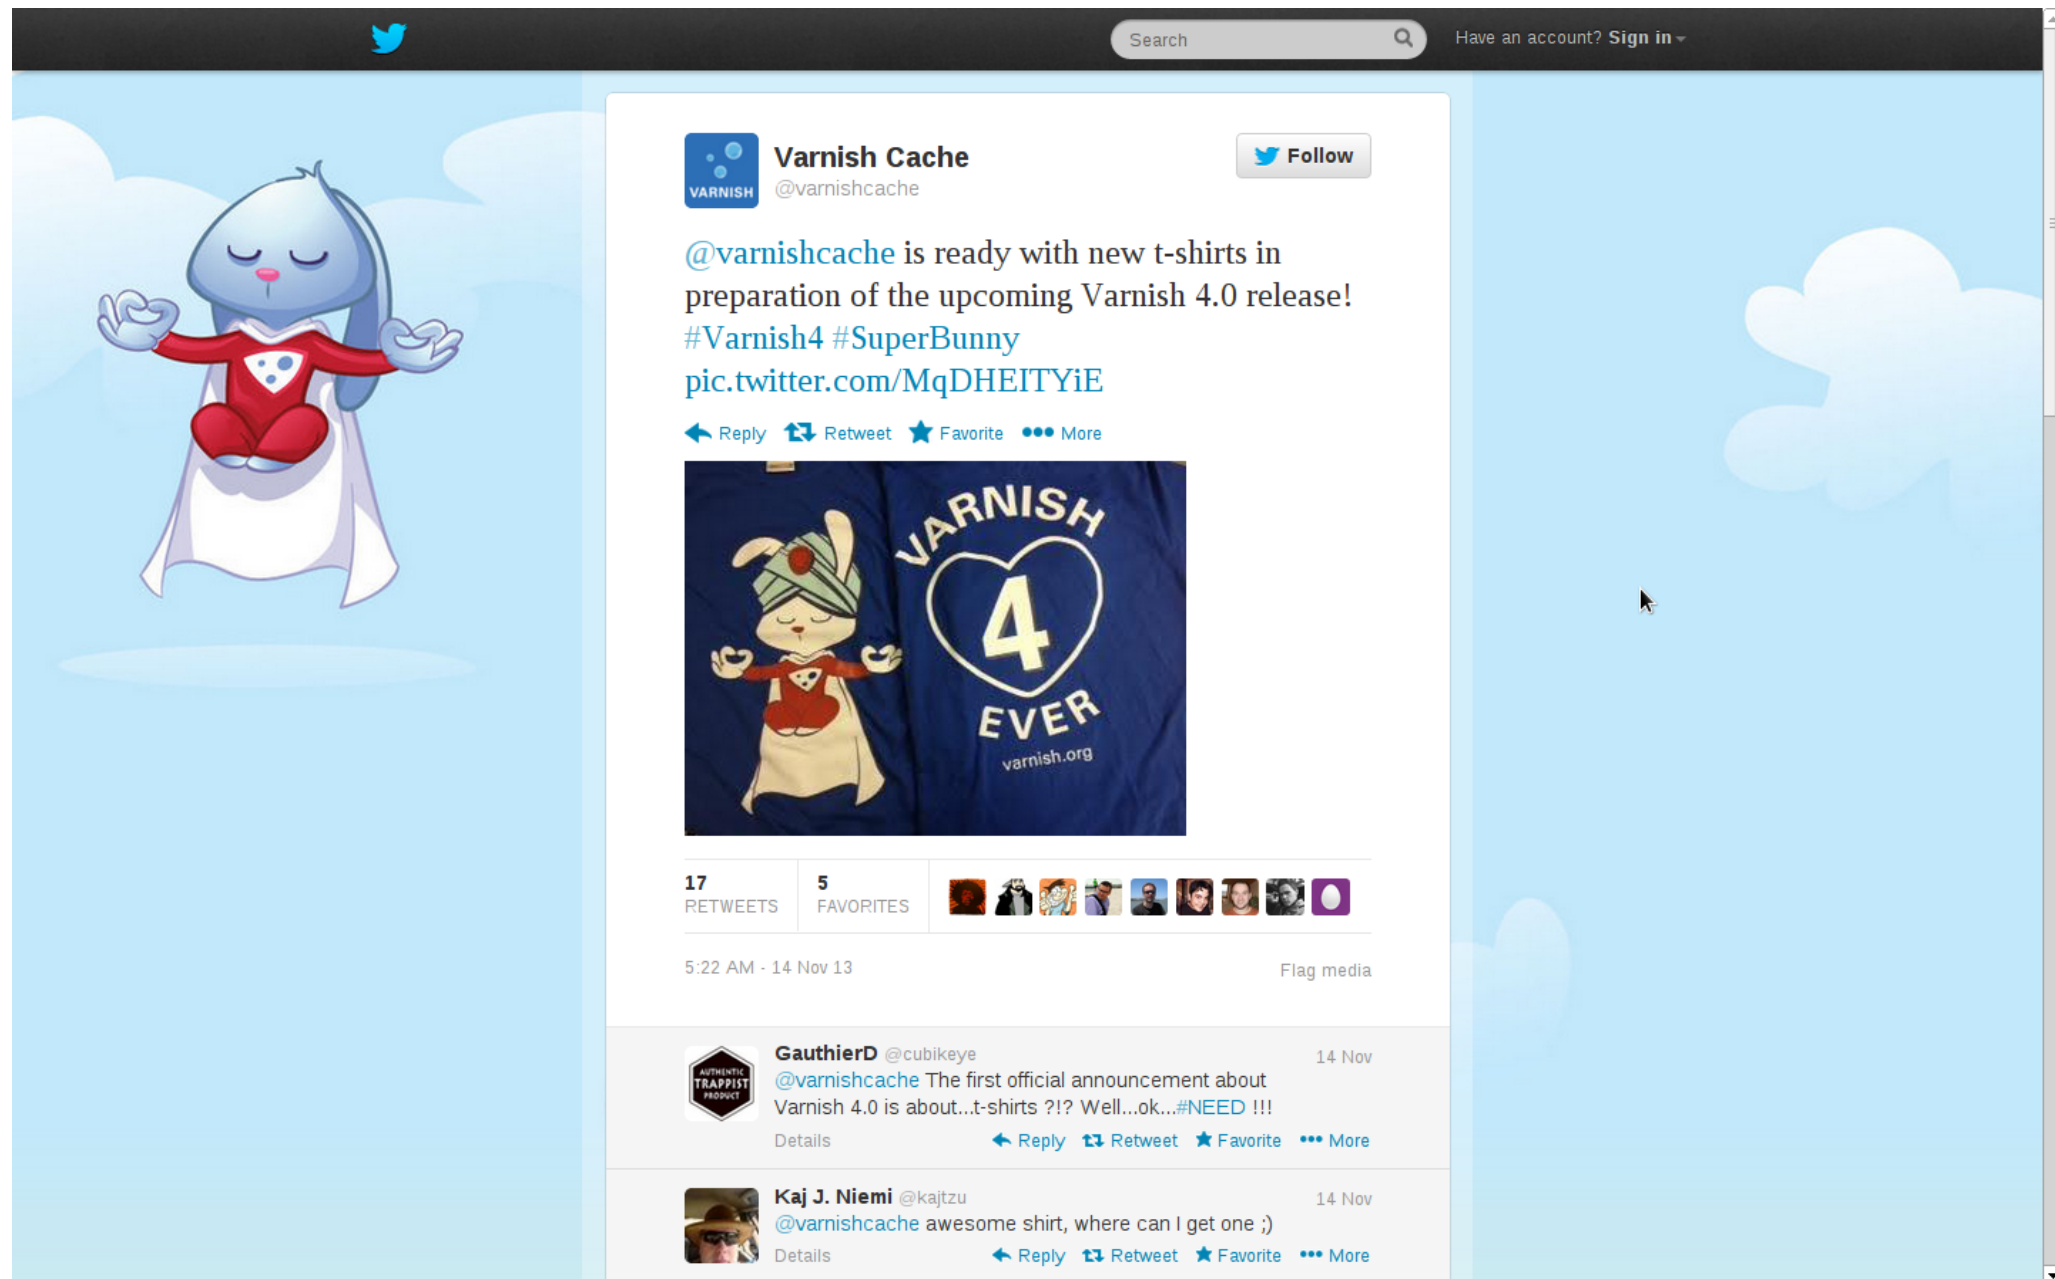 Search
Have an account? Sign in
VARNISH
Varnish Cache
@varnishcache
Follow
@varnishcache is ready with new t-shirts in
preparation of the upcoming Varnish 4.0 release!
#Varnish4 #SuperBunny
pic.twitter.com/MqDHEITYiE
Reply Retweet Favorite More
VARNISH
4
EVER
varnish.org
17
RETWEETS
5
FAVORITES
5:22 AM - 14 Nov 13
Flag media
AUTHENTIC
TRAPPIST
PRODUCT
GauthierD @cubikeye
14 Nov
@varnishcache The first official announcement about
Varnish 4.0 is about...t-shirts ?!? Well...ok...#NEED !!!
Details
Reply Retweet Favorite More
Kaj J. Niemi @kajtzu
14 Nov
@varnishcache awesome shirt, where can I get one ;)
Details
Reply Retweet Favorite More